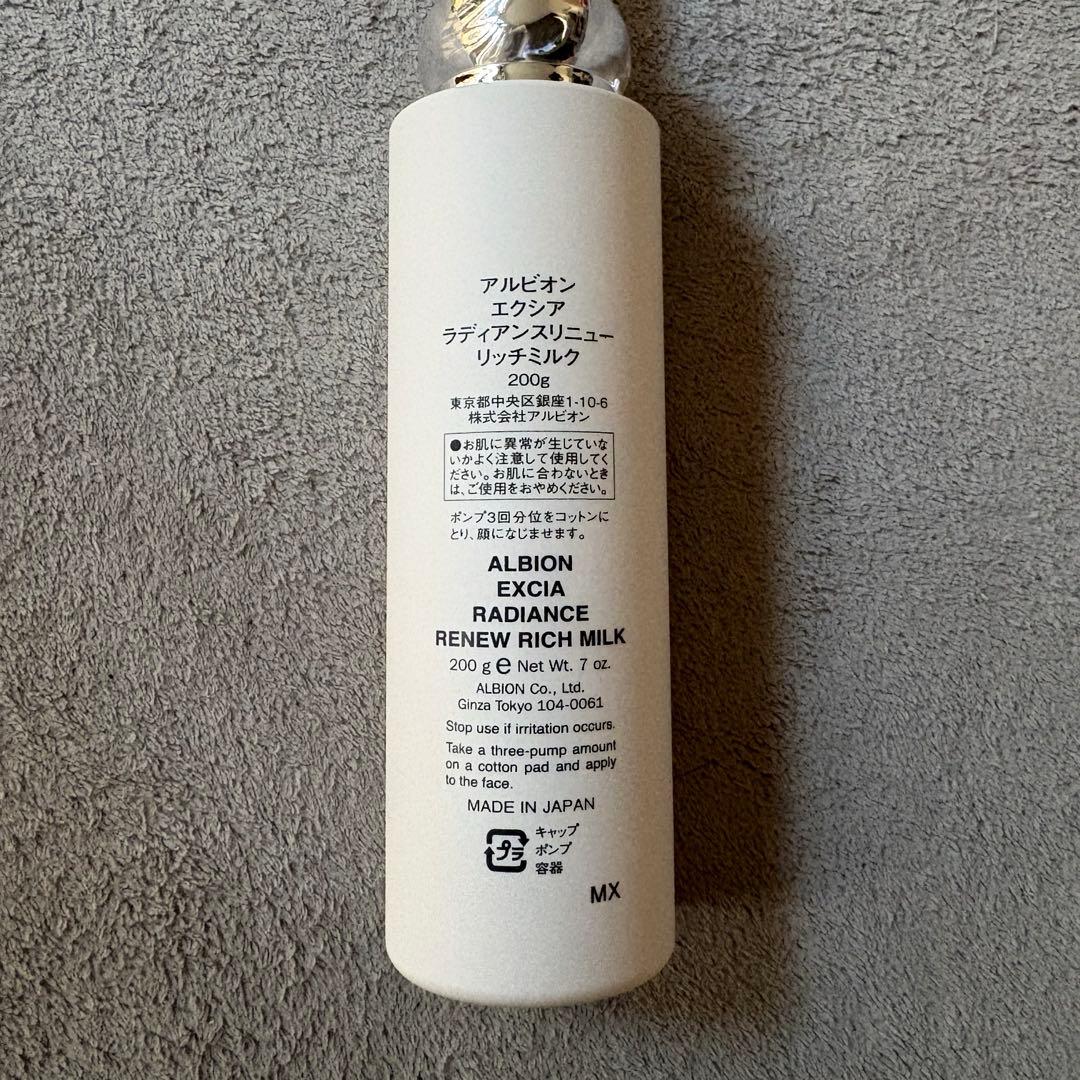 アルビオン
エクシア
ラディアンスリニュー
リッチミルク
200g
東京都中央区銀座1-10-6
株式会社アルビオン
●お肌に異常が生じていな
いかよく注意して使用してく
ださい。お肌に合わないとき
は、ご使用をおやめください。
ポンプ3回分位をコットンに
とり、顔になじませます。
ALBION
EXCIA
RADIANCE
RENEW RICH MILK
200 g e Net Wt. 7 oz.
ALBION Co., Ltd.
Ginza Tokyo 104-0061
Stop use if irritation occurs.
Take a three-pump amount
on a cotton pad and apply
to the face.
MADE IN JAPAN
プラ
キャップ
ポンプ
容器
MX